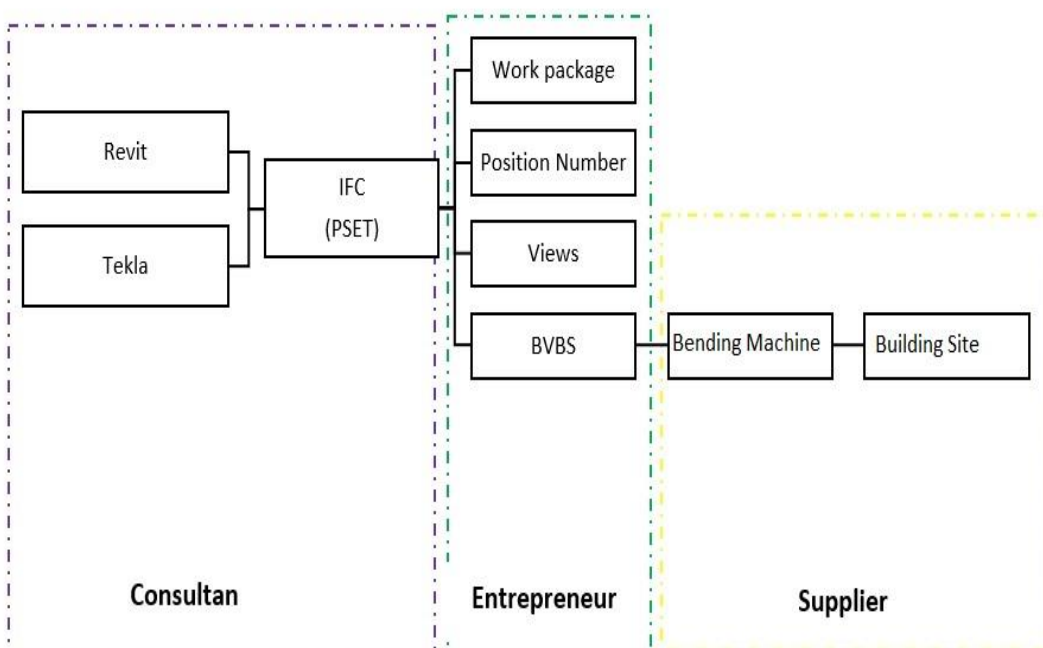 Revit
Tekla
IFC
(PSET)
Work package
Position Number
Views
BVBS
Bending Machine
Building Site
Consultan
Entrepreneur
Supplier